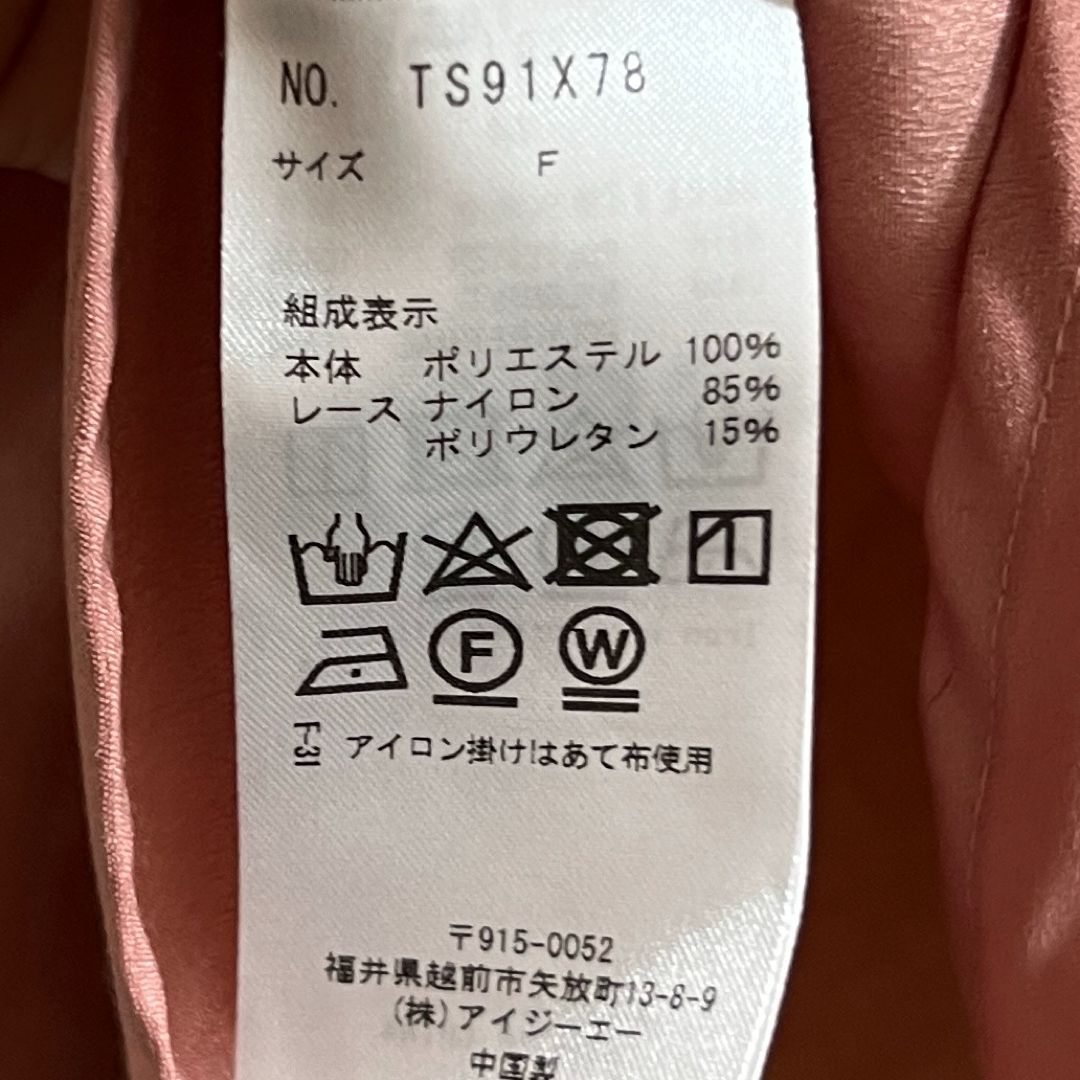 NO. TS91X78
サイズ F
組成表示
本体 ポリエステル 100%
レース ナイロン 85%
ポリウレタン 15%
F W
F-31 アイロン掛けはあて布使用
〒915-0052
福井県越前市矢放町13-8-9
(株)アイジーエー
中国製